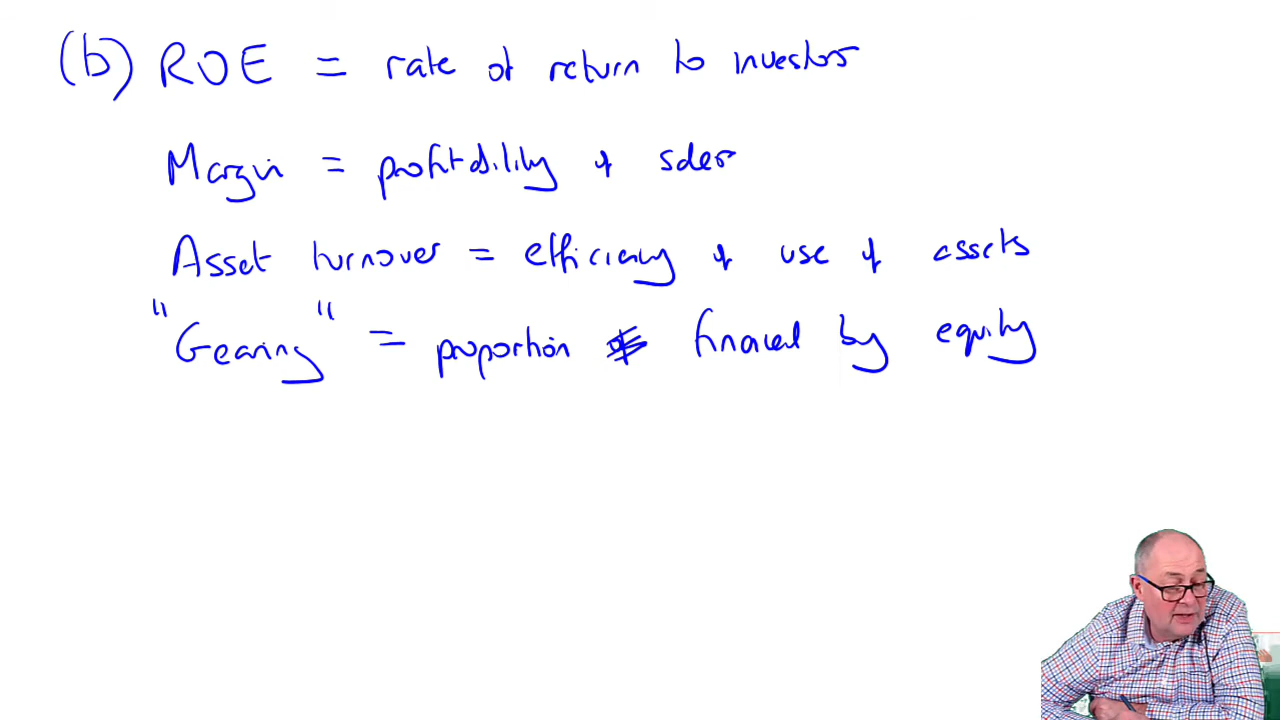 (b) ROE = rate of return to investors
Margin = profitability of sales
Asset turnover = efficiency of use of assets
"Gearing" = proportion financed by equity